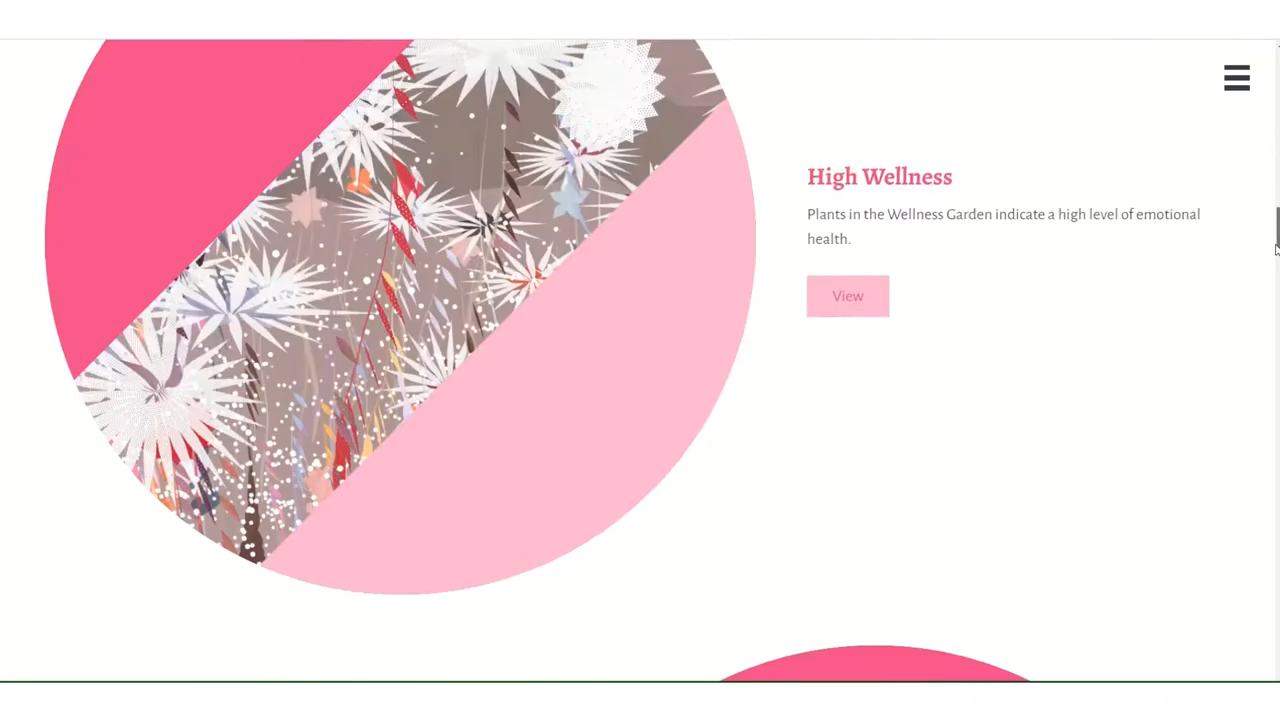 High Wellness
Plants in the Wellness Garden indicate a high level of emotional
health.
View